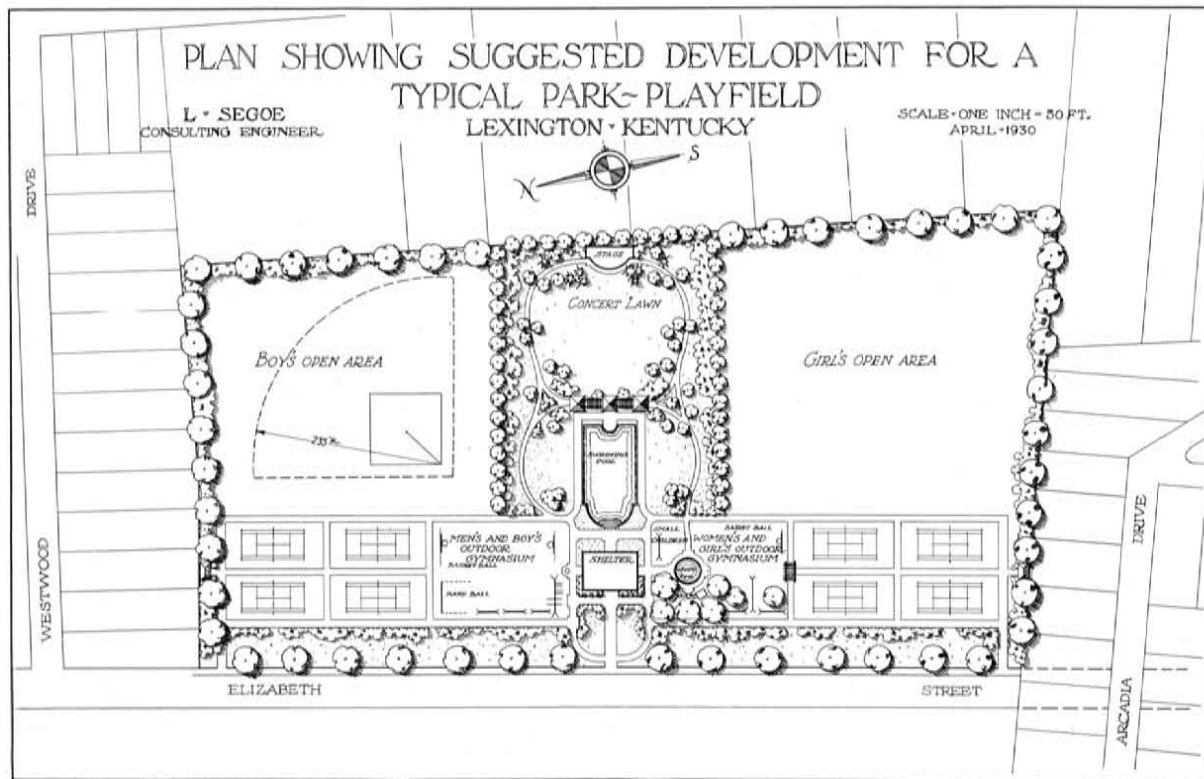 PLAN SHOWING SUGGESTED DEVELOPMENT FOR A
TYPICAL PARK~PLAYFIELD
LEXINGTON - KENTUCKY
L - SEGOE
CONSULTING ENGINEER
SCALE - ONE INCH = 50 FT.
APRIL - 1930
N
S
DRIVE
WESTWOOD
STAGE
CONCERT LAWN
BOY'S OPEN AREA
GIRL'S OPEN AREA
235'
SWIMMING
POOL
MEN'S AND BOY'S
OUTDOOR
GYMNASIUM
BASKET BALL
HAND BALL
SHELTER
SMALL
CHILDREN
BASKET BALL
WOMEN'S AND
GIRL'S OUTDOOR
GYMNASIUM
ELIZABETH
STREET
DRIVE
ARCADIA